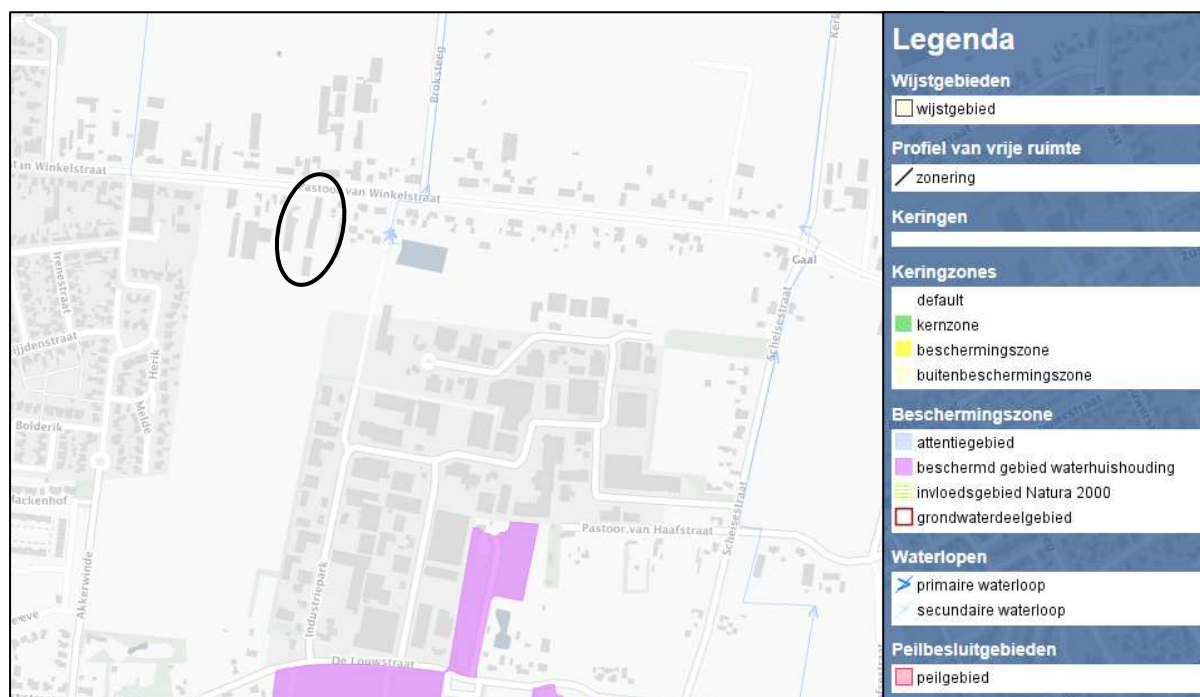 Broksteeg
Kerk
Pastoor van Winkelstraat
Gaal
Irenestraat
Scheisestraat
Herik
Melde
Bolderik
Pastoor van Haafstraat
Scheisestraat
Akkerwinde
Industriepark
De Louwstraat
Legenda
Wijstgebieden
wijstgebied
Profiel van vrije ruimte
zonering
Keringen
Keringzones
default
kernzone
beschermingszone
buitenbeschermingszone
Beschermingszone
attentiegebied
beschermd gebied waterhuishouding
invloedsgebied Natura 2000
grondwaterdeelgebied
Waterlopen
primaire waterloop
secundaire waterloop
Peilbesluitgebieden
peilgebied